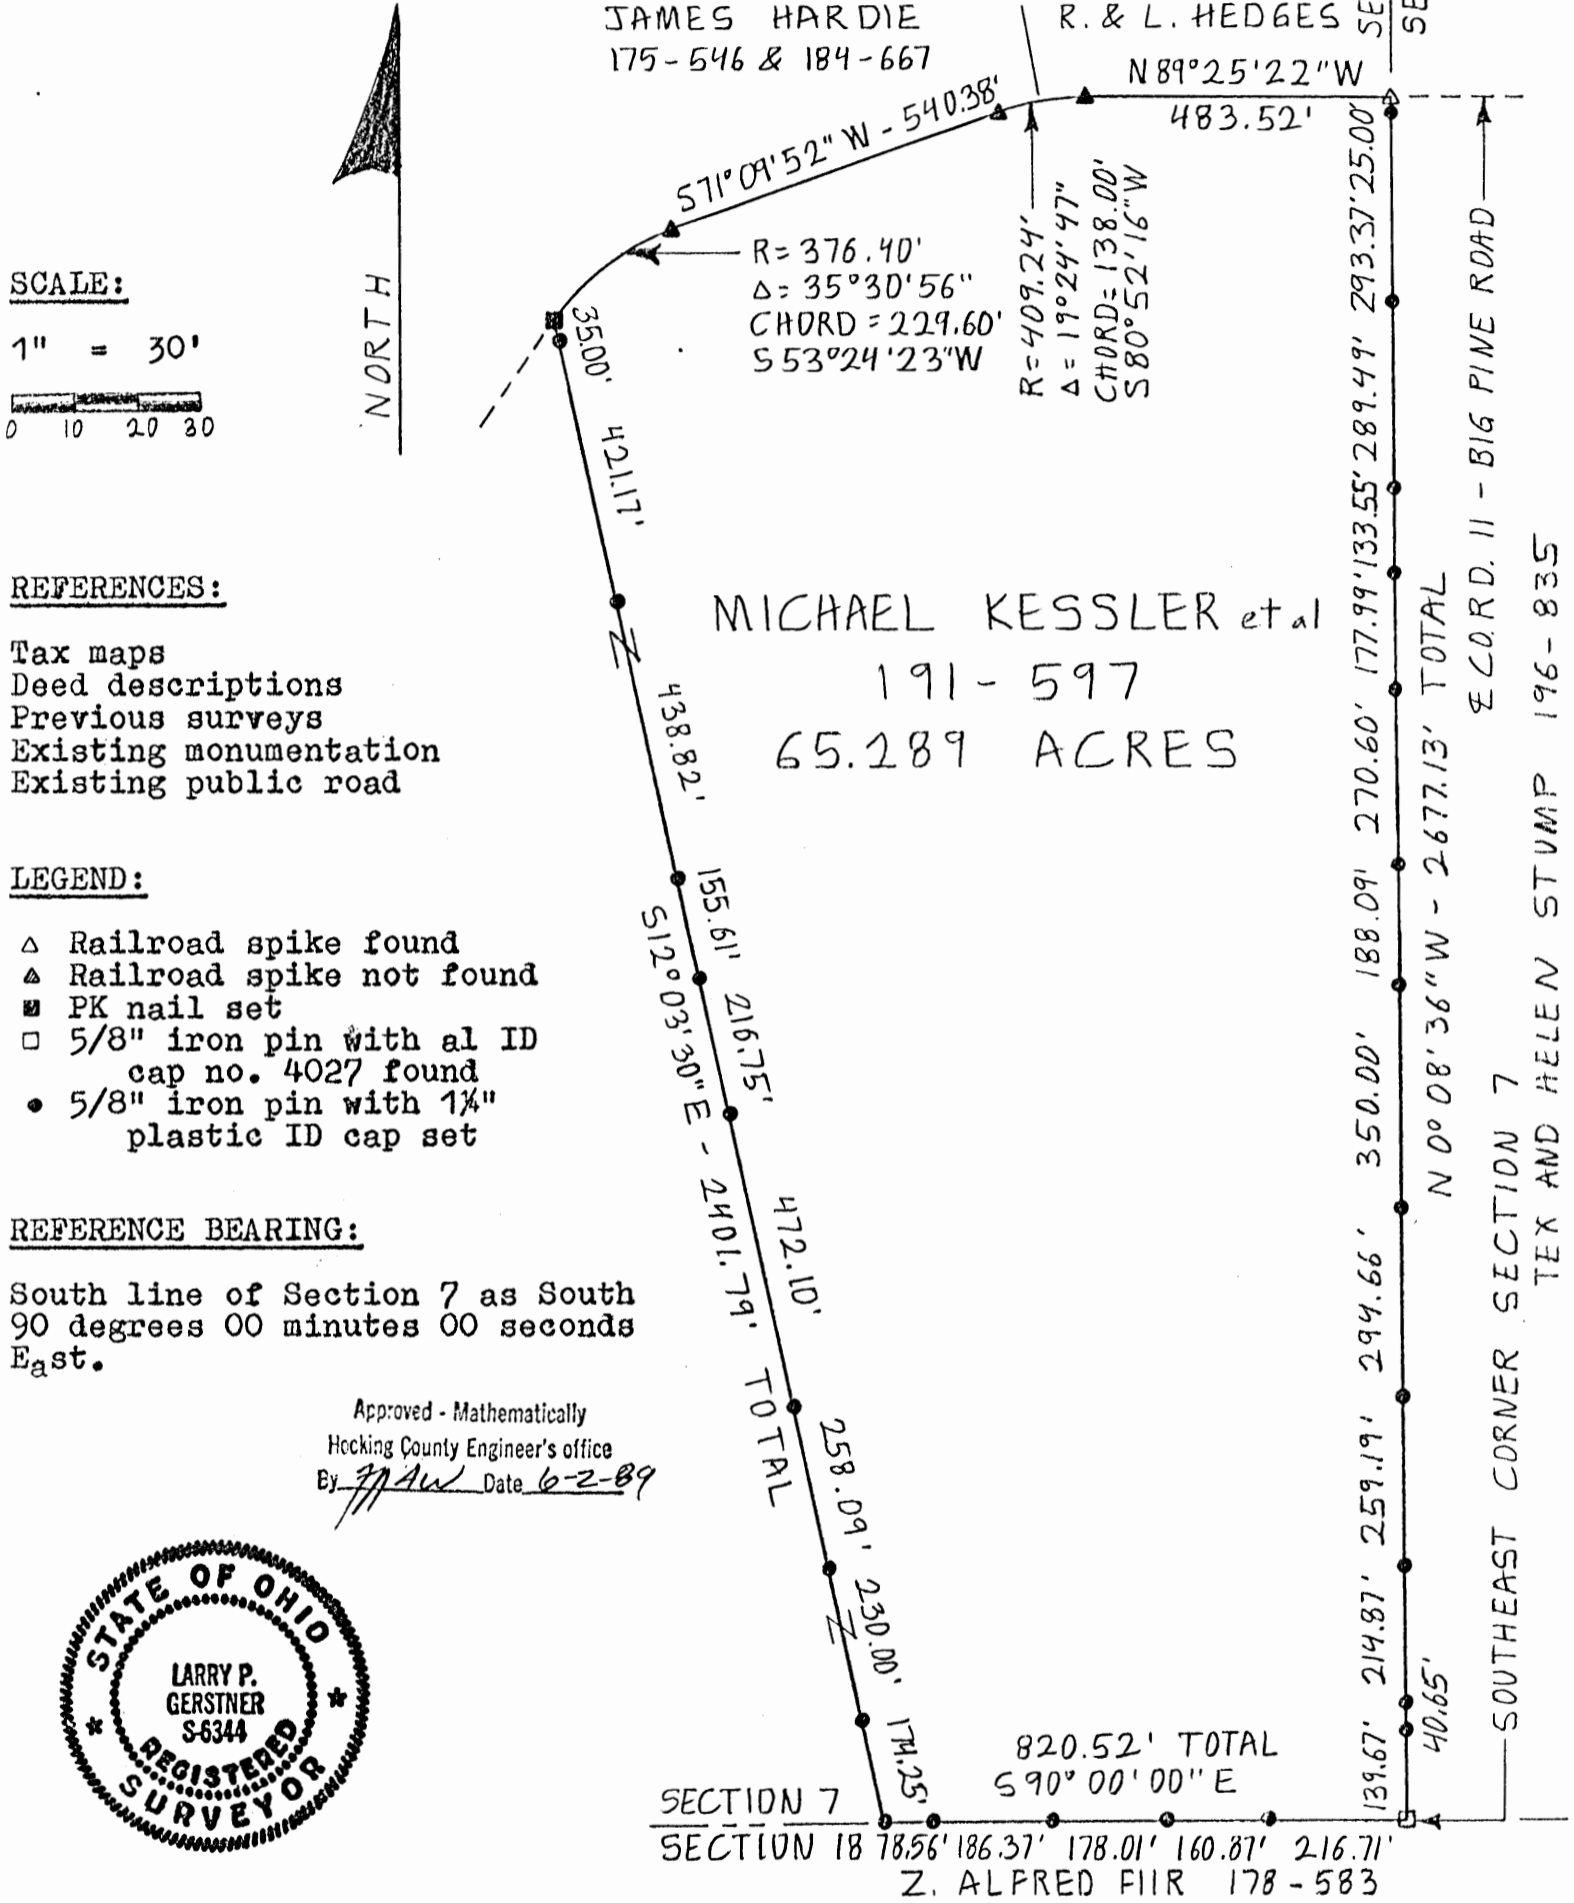 JAMES HARDIE
175-546 & 184-667
R. & L. HEDGES
SE
SE
N89°25'22"W
483.52'
S71°09'52"W - 540.38'
R= 376.40'
Δ= 35°30'56"
CHORD = 229.60'
S53°24'23"W
R=409.24'
Δ= 19°24'47"
CHORD= 138.00'
S80°52'16"W
NORTH
SCALE:
1" = 30'
0 10 20 30
35.00'
421.17'
438.82'
155.61'
216.75'
472.10'
258.09'
230.00'
174.25'
S12°03'30"E - 2401.79' TOTAL
MICHAEL KESSLER et al
191-597
65.289 ACRES
25.00'
293.37'
289.49'
133.55'
177.99'
270.60'
188.09'
350.00'
294.66'
259.19'
214.87'
40.65'
139.67'
N0°08'36"W - 2677.13' TOTAL
℄ CO.RD. 11 - BIG PINE ROAD
SOUTHEAST CORNER SECTION 7
TEX AND HELEN STUMP 196-835
REFERENCES:
Tax maps
Deed descriptions
Previous surveys
Existing monumentation
Existing public road
LEGEND:
Railroad spike found
Railroad spike not found
PK nail set
5/8" iron pin with al ID
cap no. 4027 found
5/8" iron pin with 1¼"
plastic ID cap set
REFERENCE BEARING:
South line of Section 7 as South
90 degrees 00 minutes 00 seconds
East.
Approved - Mathematically
Hocking County Engineer's office
By Date 6-2-89
STATE OF OHIO
LARRY P.
GERSTNER
S-6344
REGISTERED
SURVEYOR
820.52' TOTAL
S90°00'00"E
SECTION 7
SECTION 18 78.56' 186.37' 178.01' 160.87' 216.71'
Z. ALFRED 178-583